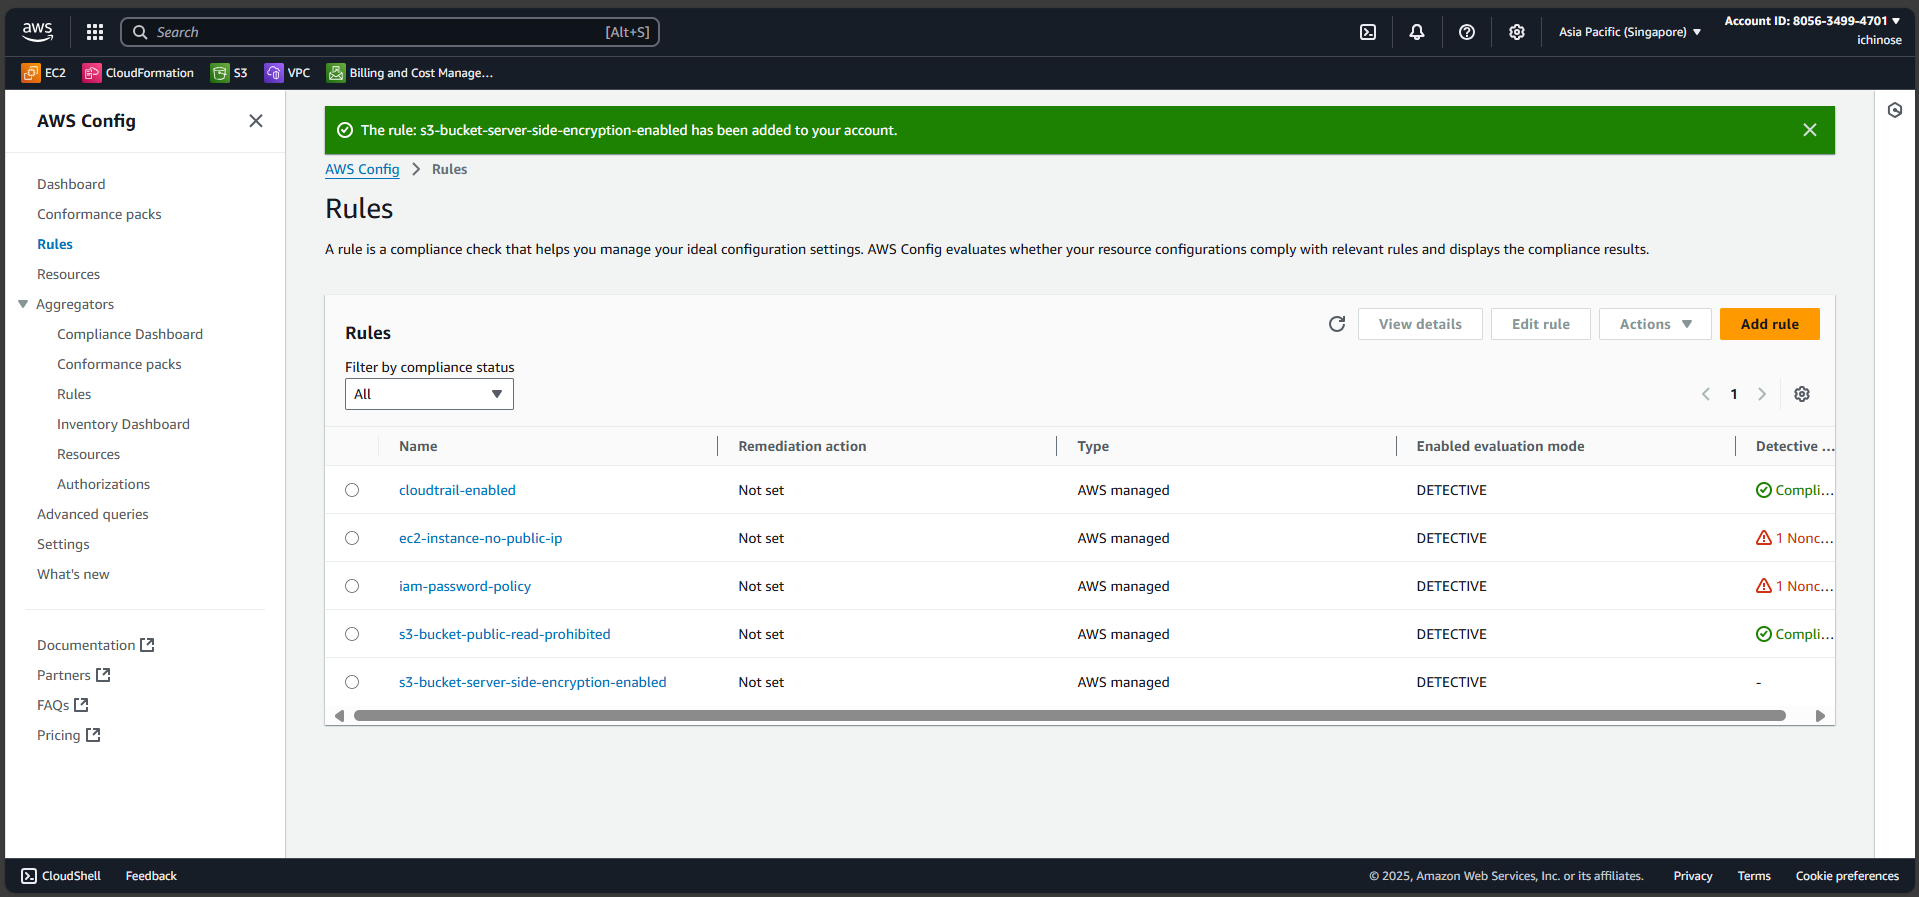 aws
Search
[Alt+S]
Asia Pacific (Singapore)
Account ID: 8056-3499-4701
ichinose
EC2
CloudFormation
S3
VPC
Billing and Cost Manage...
AWS Config
Dashboard
Conformance packs
Rules
Resources
Aggregators
Compliance Dashboard
Conformance packs
Rules
Inventory Dashboard
Resources
Authorizations
Advanced queries
Settings
What's new
Documentation
Partners
FAQs
Pricing
The rule: s3-bucket-server-side-encryption-enabled has been added to your account.
AWS Config > Rules
Rules
A rule is a compliance check that helps you manage your ideal configuration settings. AWS Config evaluates whether your resource configurations comply with relevant rules and displays the compliance results.
Rules
View details
Edit rule
Actions
Add rule
Filter by compliance status
All
1
Name Remediation action Type Enabled evaluation mode Detective ...
cloudtrail-enabled Not set AWS managed DETECTIVE Compli...
ec2-instance-no-public-ip Not set AWS managed DETECTIVE 1 Nonc...
iam-password-policy Not set AWS managed DETECTIVE 1 Nonc...
s3-bucket-public-read-prohibited Not set AWS managed DETECTIVE Compli...
s3-bucket-server-side-encryption-enabled Not set AWS managed DETECTIVE -
CloudShell
Feedback
© 2025, Amazon Web Services, Inc. or its affiliates.
Privacy
Terms
Cookie preferences